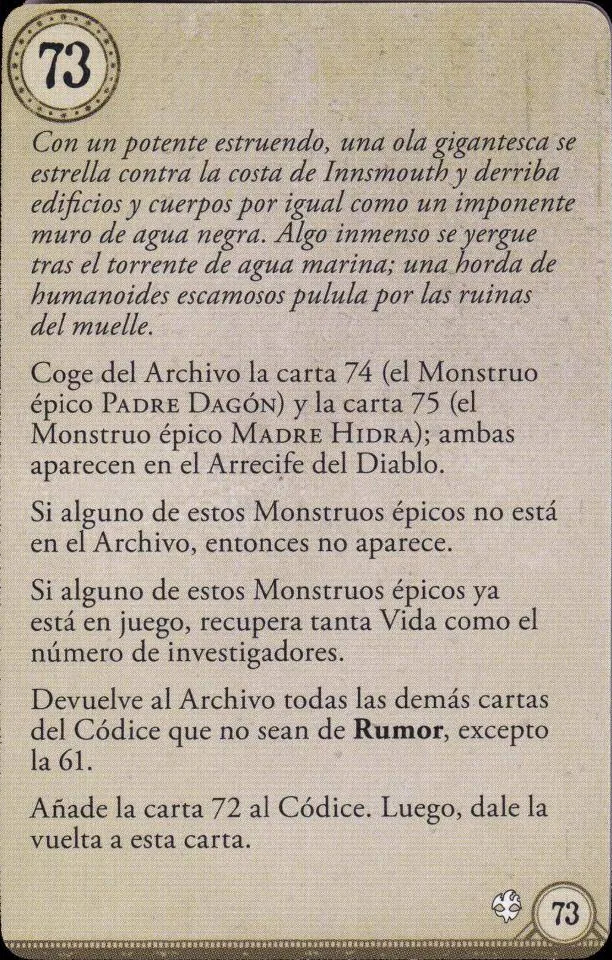 73
Con un potente estruendo, una ola gigantesca se
estrella contra la costa de Innsmouth y derriba
edificios y cuerpos por igual como un imponente
muro de agua negra. Algo inmenso se yergue
tras el torrente de agua marina; una horda de
humanoides escamosos pulula por las ruinas
del muelle.
Coge del Archivo la carta 74 (el Monstruo
épico PADRE DAGÓN) y la carta 75 (el
Monstruo épico MADRE HIDRA); ambas
aparecen en el Arrecife del Diablo.
Si alguno de estos Monstruos épicos no está
en el Archivo, entonces no aparece.
Si alguno de estos Monstruos épicos ya
está en juego, recupera tanta Vida como el
número de investigadores.
Devuelve al Archivo todas las demás cartas
del Códice que no sean de Rumor, excepto
la 61.
Añade la carta 72 al Códice. Luego, dale la
vuelta a esta carta.
73